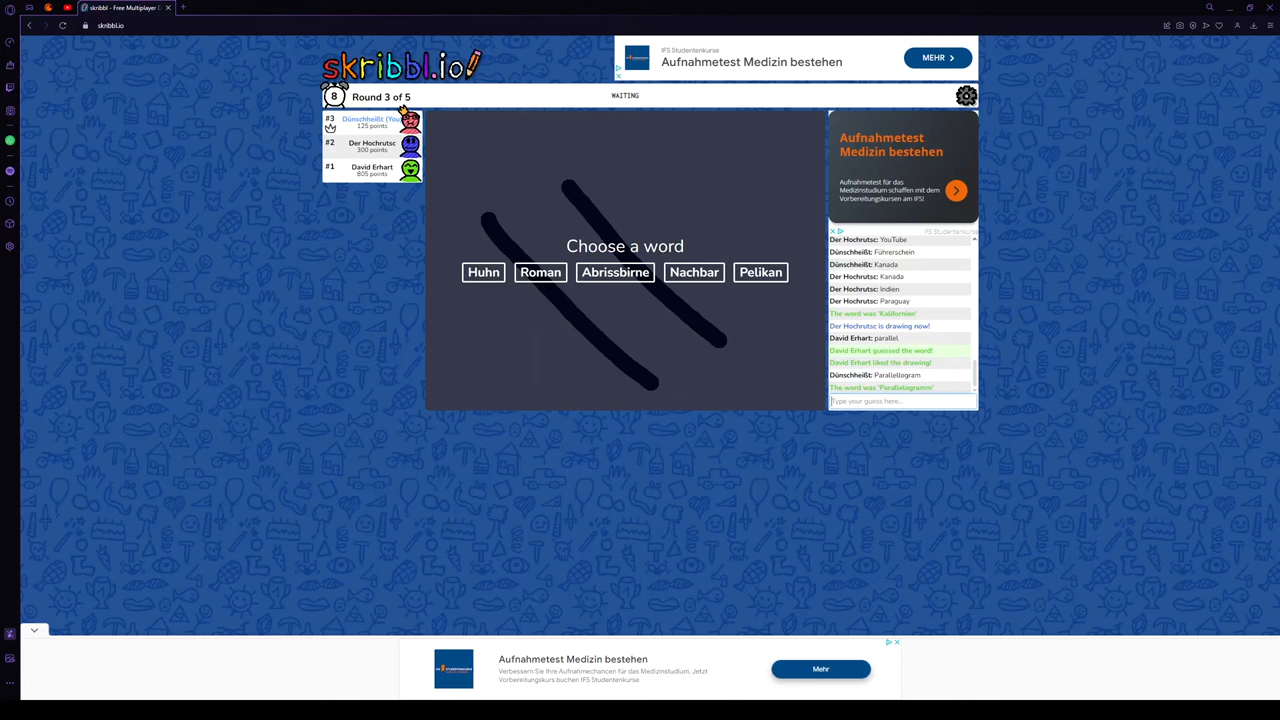 skribbl - Free Multiplayer D
skribbl.io
skribbl.io
IFS Studentenkurse
Aufnahmetest Medizin bestehen
MEHR
8
Round 3 of 5
WAITING
#3
Dünschheißt (You)
125 points
#2
Der Hochrutsc
300 points
#1
David Erhart
805 points
Choose a word
Huhn
Roman
Abrissbirne
Nachbar
Pelikan
Aufnahmetest
Medizin bestehen
Aufnahmetest für das
Medizinstudium schaffen mit dem
Vorbereitungskursen am IFS!
IFS Studentenkurse
Der Hochrutsc: YouTube
Dünschheißt: Führerschein
Dünschheißt: Kanada
Der Hochrutsc: Kanada
Der Hochrutsc: Indien
Der Hochrutsc: Paraguay
The word was 'Kalifornien'
Der Hochrutsc is drawing now!
David Erhart: parallel
David Erhart guessed the word!
David Erhart liked the drawing!
Dünschheißt: Parallellogram
The word was 'Parallelogramm'
Type your guess here...
Aufnahmetest Medizin bestehen
Verbessern Sie Ihre Aufnahmechancen für das Medizinstudium. Jetzt
Vorbereitungskurs buchen IFS Studentenkurse
Mehr